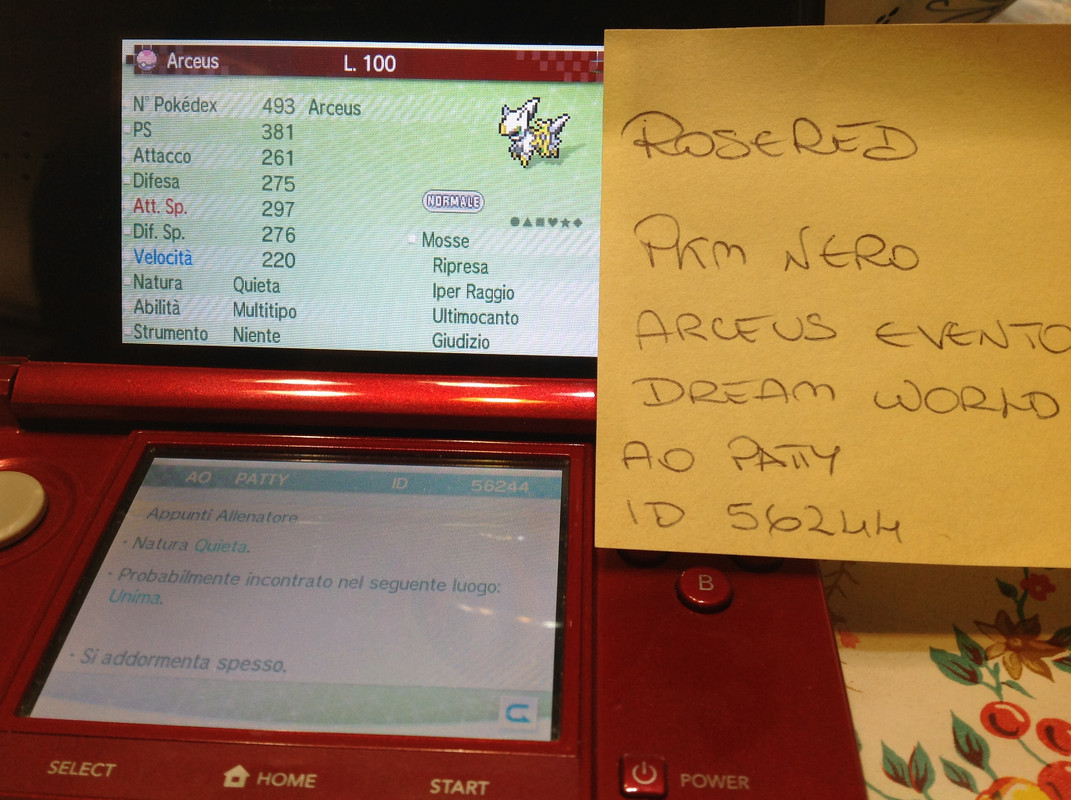 Arceus L. 100
N° Pokédex 493 Arceus
PS 381
Attacco 261
Difesa 275
Att. Sp. 297
Dif. Sp. 276
Velocità 220
Natura Quieta
Abilità Multitipo
Strumento Niente
NORMALE
Mosse
Ripresa
Iper Raggio
Ultimocanto
Giudizio
ROSERED
PKM NERO
ARCEUS EVENTO
DREAM WORLD
AO PATTY
ID 56244
AO PATTY ID 56244
Appunti Allenatore
· Natura Quieta.
· Probabilmente incontrato nel seguente luogo:
Unima.
· Si addormenta spesso.
B
SELECT HOME START POWER